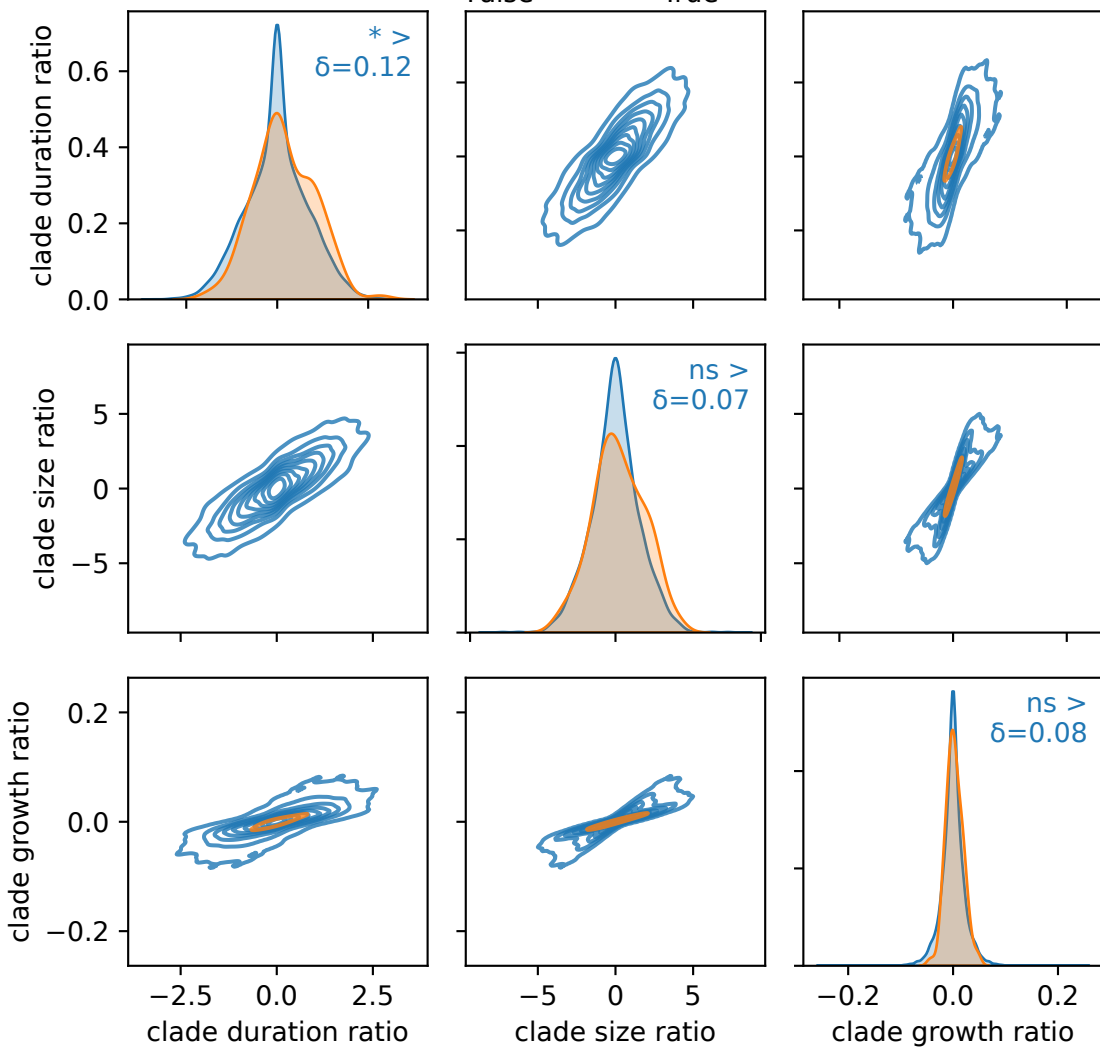 clade duration ratio
0.6
0.4
0.2
0.0
* >
δ=0.12
clade size ratio
5
0
−5
ns >
δ=0.07
clade growth ratio
0.2
0.0
−0.2
ns >
δ=0.08
−2.5 0.0 2.5
clade duration ratio
−5 0 5
clade size ratio
−0.2 0.0 0.2
clade growth ratio